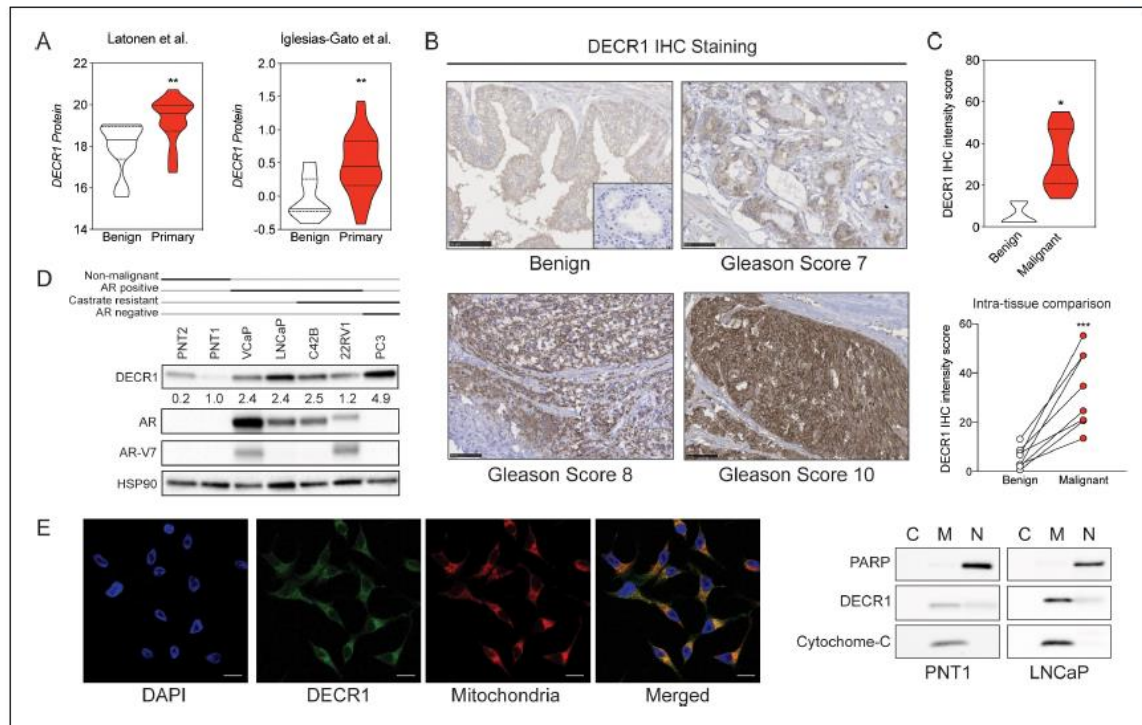 A
Latonen et al.
DECR1 Protein
22
20
18
16
14
**
Benign
Primary
Iglesias-Gato et al.
DECR1 Protein
2.0
1.5
1.0
0.5
0.0
-0.5
**
Benign
Primary
B
DECR1 IHC Staining
Benign
Gleason Score 7
Gleason Score 8
Gleason Score 10
C
DECR1 IHC intensity score
80
60
40
20
0
*
Benign
Malignant
Intra-tissue comparison
DECR1 IHC intensity score
60
40
20
0
***
Benign
Malignant
D
Non-malignant
AR positive
Castrate resistant
AR negative
PNT2 PNT1 VCaP LNCaP C42B 22RV1 PC3
DECR1
0.2 1.0 2.4 2.4 2.5 1.2 4.9
AR
AR-V7
HSP90
E
DAPI
DECR1
Mitochondria
Merged
C M N C M N
PARP
DECR1
Cytochome-C
PNT1
LNCaP